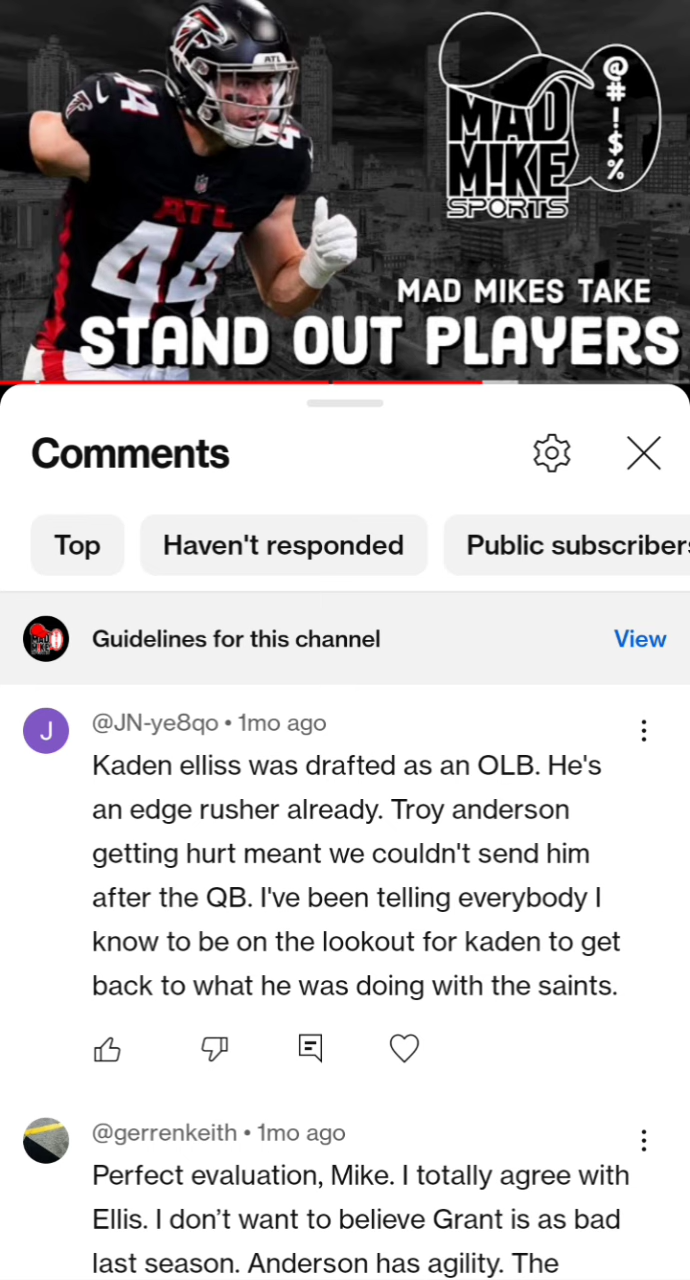 ATL
44
ATL
44
@
#
!
$
%
MAD
M!KE
SPORTS
MAD MIKES TAKE
STAND OUT PLAYERS
Comments
Top
Haven't responded
Public subscribers
MAD
M!KE
Guidelines for this channel
View
J
@JN-ye8qo • 1mo ago
Kaden elliss was drafted as an OLB. He's
an edge rusher already. Troy anderson
getting hurt meant we couldn't send him
after the QB. I've been telling everybody I
know to be on the lookout for kaden to get
back to what he was doing with the saints.
@gerrenkeith • 1mo ago
Perfect evaluation, Mike. I totally agree with
Ellis. I don’t want to believe Grant is as bad
last season. Anderson has agility. The